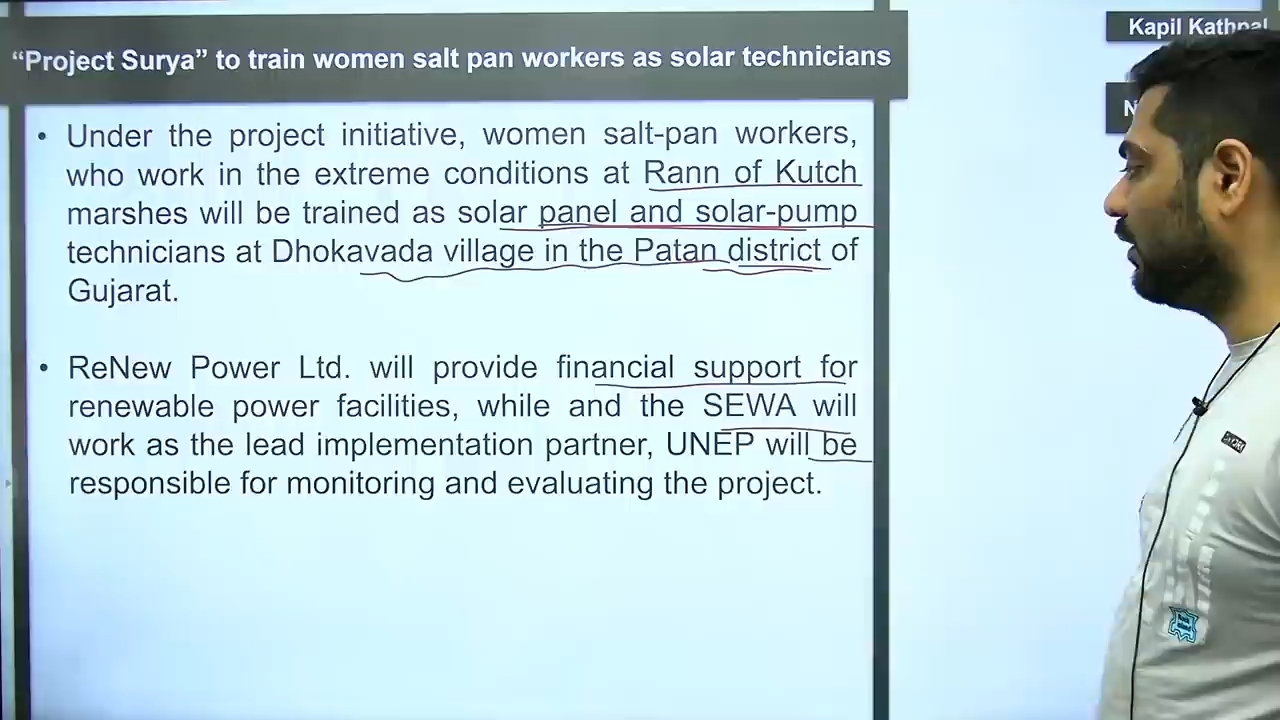 “Project Surya” to train women salt pan workers as solar technicians
Kapil Kathpal
N
• Under the project initiative, women salt-pan workers,
who work in the extreme conditions at Rann of Kutch
marshes will be trained as solar panel and solar-pump
technicians at Dhokavada village in the Patan district of
Gujarat.
• ReNew Power Ltd. will provide financial support for
renewable power facilities, while and the SEWA will
work as the lead implementation partner, UNEP will be
responsible for monitoring and evaluating the project.